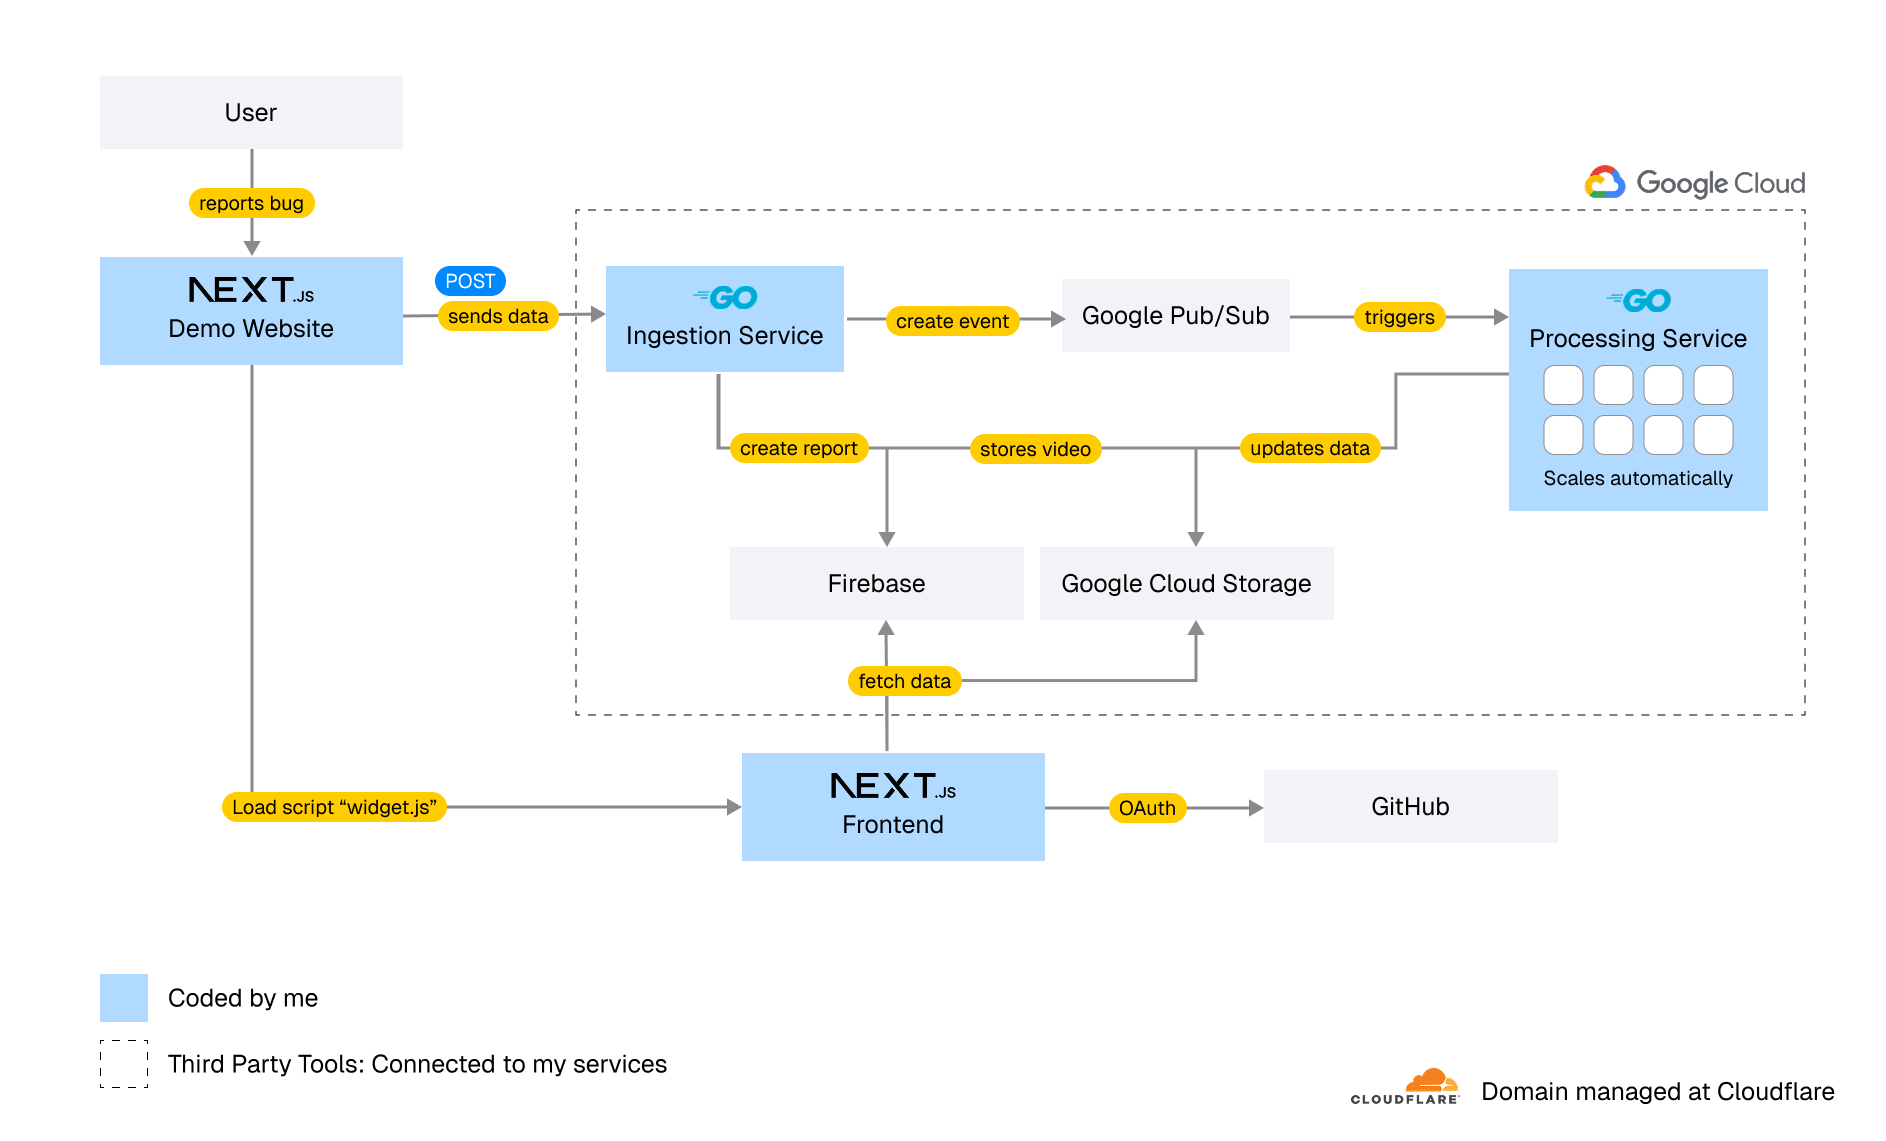 User
reports bug
Google Cloud
NEXT.JS
Demo Website
POST
sends data
GO
Ingestion Service
create event
Google Pub/Sub
triggers
GO
Processing Service
Scales automatically
create report
stores video
updates data
Firebase
Google Cloud Storage
fetch data
Load script “widget.js”
NEXT.JS
Frontend
OAuth
GitHub
Coded by me
Third Party Tools: Connected to my services
CLOUDFLARE
Domain managed at Cloudflare